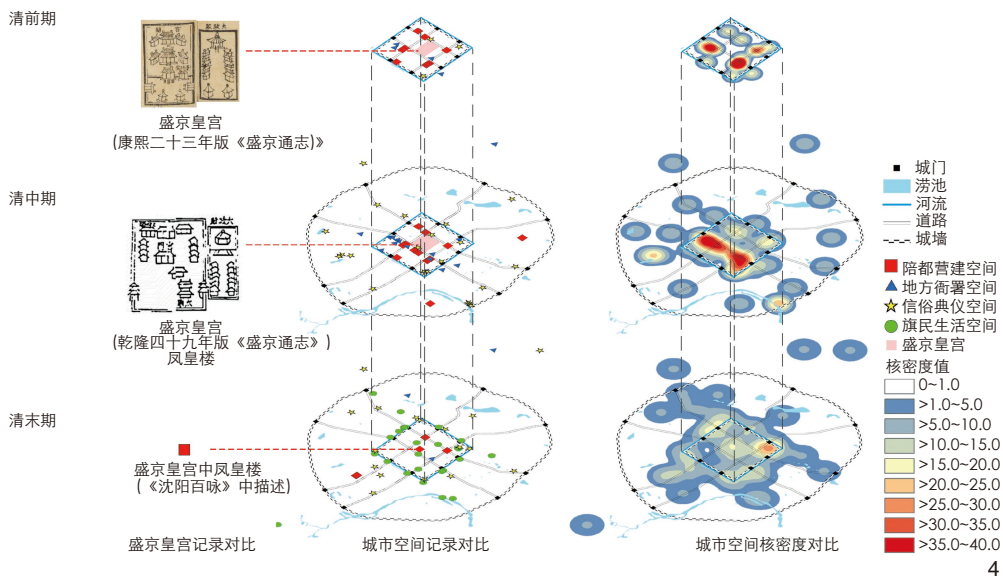 清前期
盛京皇宫
(康熙二十三年版《盛京通志》)
清中期
盛京皇宫
(乾隆四十九年版《盛京通志》)
凤皇楼
清末期
盛京皇宫中凤皇楼
(《沈阳百咏》中描述)
盛京皇宫记录对比
城市空间记录对比
城市空间核密度对比
城门
涝池
河流
道路
城墙
陪都营建空间
地方衙署空间
信俗典仪空间
旗民生活空间
盛京皇宫
核密度值
0~1.0
>1.0~5.0
>5.0~10.0
>10.0~15.0
>15.0~20.0
>20.0~25.0
>25.0~30.0
>30.0~35.0
>35.0~40.0
4